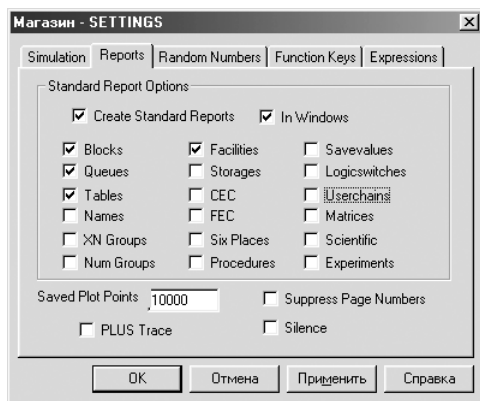 Магазин - SETTINGS
Simulation Reports Random Numbers Function Keys Expressions
Standard Report Options
Create Standard Reports In Windows
Blocks Facilities Savevalues
Queues Storages Logicswitches
Tables CEC Userchains
Names FEC Matrices
XN Groups Six Places Scientific
Num Groups Procedures Experiments
Saved Plot Points 10000 Suppress Page Numbers
PLUS Trace Silence
OK Отмена Применить Справка